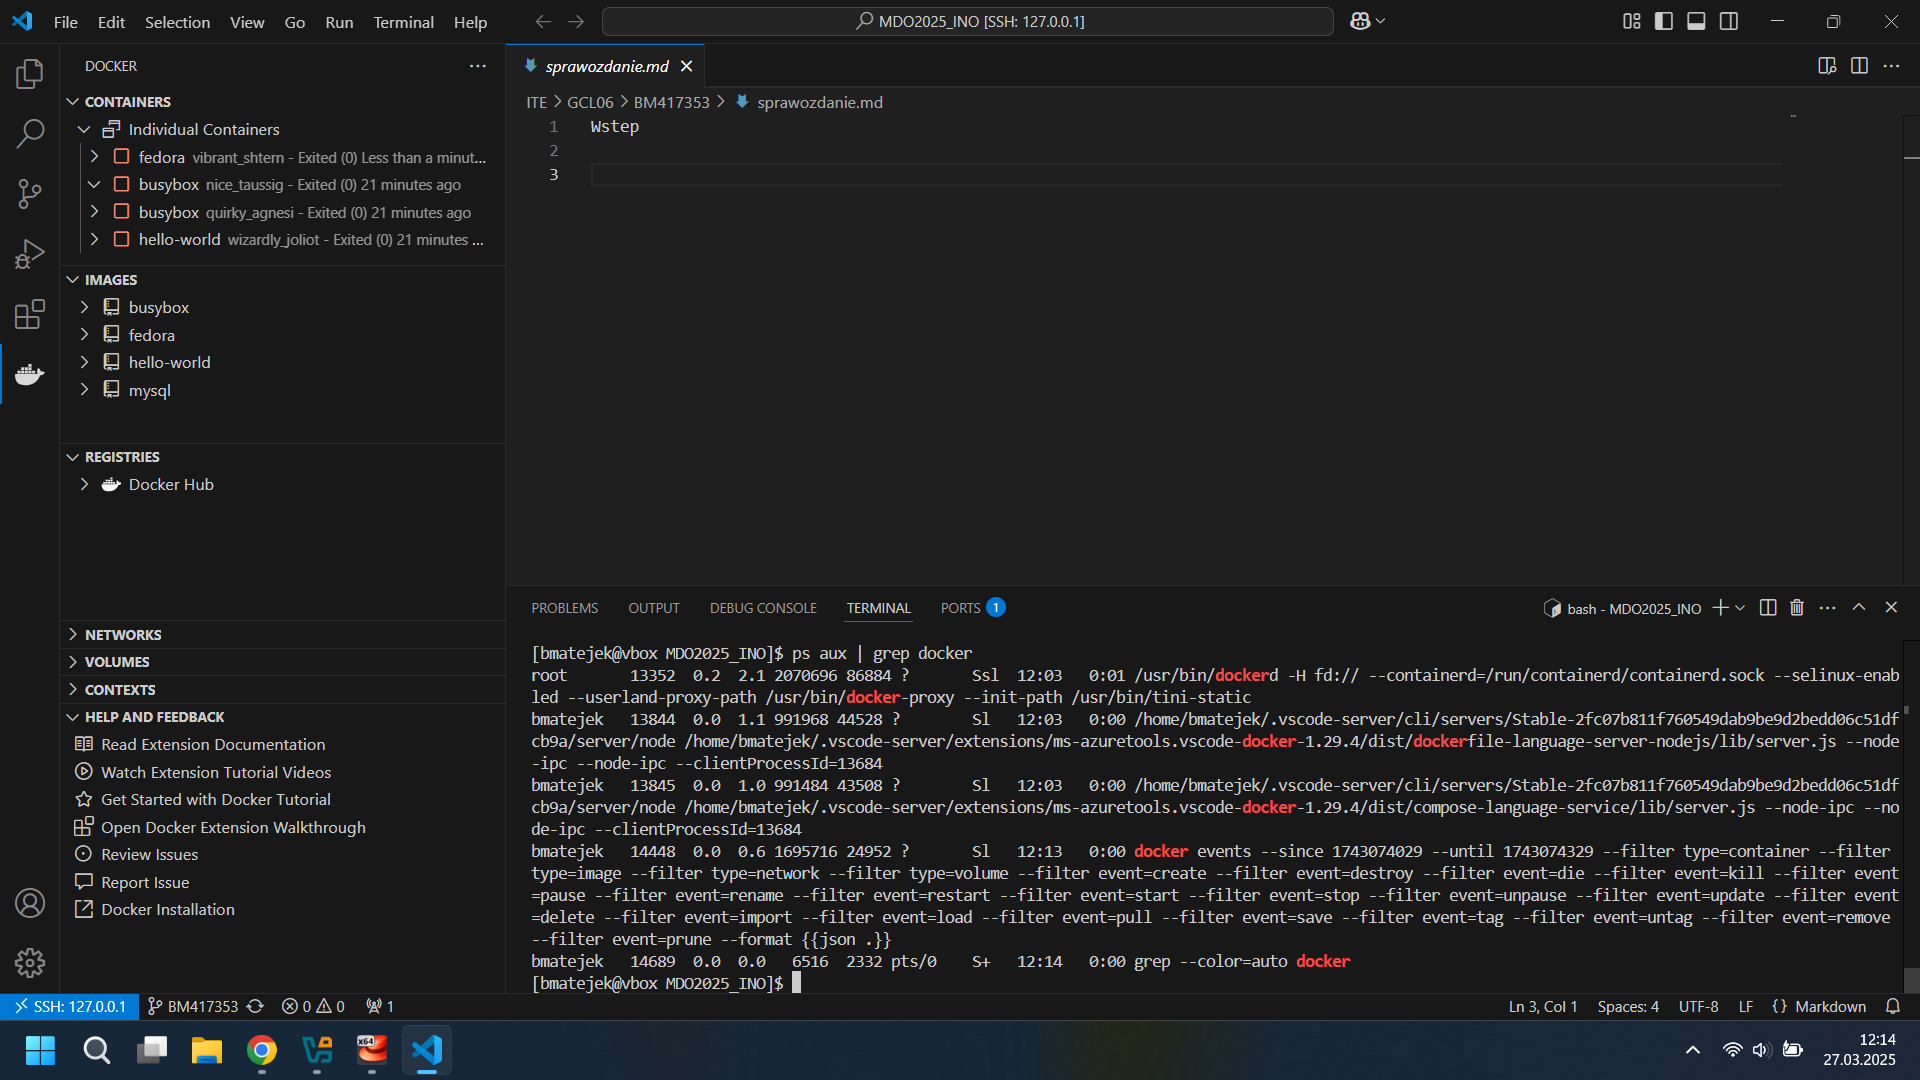 File Edit Selection View Go Run Terminal Help
MDO2025_INO [SSH: 127.0.0.1]
DOCKER
CONTAINERS
Individual Containers
fedora vibrant_shtern - Exited (0) Less than a minut...
busybox nice_taussig - Exited (0) 21 minutes ago
busybox quirky_agnesi - Exited (0) 21 minutes ago
hello-world wizardly_joliot - Exited (0) 21 minutes ...
IMAGES
busybox
fedora
hello-world
mysql
REGISTRIES
Docker Hub
NETWORKS
VOLUMES
CONTEXTS
HELP AND FEEDBACK
Read Extension Documentation
Watch Extension Tutorial Videos
Get Started with Docker Tutorial
Open Docker Extension Walkthrough
Review Issues
Report Issue
Docker Installation
sprawozdanie.md
ITE > GCL06 > BM417353 > sprawozdanie.md
1 Wstep
2
3
PROBLEMS OUTPUT DEBUG CONSOLE TERMINAL PORTS 1
bash - MDO2025_INO
[bmatejek@vbox MDO2025_INO]$ ps aux | grep docker
root 13352 0.2 2.1 2070696 86884 ? Ssl 12:03 0:01 /usr/bin/dockerd -H fd:// --containerd=/run/containerd/containerd.sock --selinux-enab
led --userland-proxy-path /usr/bin/docker-proxy --init-path /usr/bin/tini-static
bmatejek 13844 0.0 1.1 991968 44528 ? Sl 12:03 0:00 /home/bmatejek/.vscode-server/cli/servers/Stable-2fc07b811f760549dab9be9d2bedd06c51df
cb9a/server/node /home/bmatejek/.vscode-server/extensions/ms-azuretools.vscode-docker-1.29.4/dist/dockerfile-language-server-nodejs/lib/server.js --node
-ipc --node-ipc --clientProcessId=13684
bmatejek 13845 0.0 1.0 991484 43508 ? Sl 12:03 0:00 /home/bmatejek/.vscode-server/cli/servers/Stable-2fc07b811f760549dab9be9d2bedd06c51df
cb9a/server/node /home/bmatejek/.vscode-server/extensions/ms-azuretools.vscode-docker-1.29.4/dist/compose-language-service/lib/server.js --node-ipc --no
de-ipc --clientProcessId=13684
bmatejek 14448 0.0 0.6 1695716 24952 ? Sl 12:13 0:00 docker events --since 1743074029 --until 1743074329 --filter type=container --filter
type=image --filter type=network --filter type=volume --filter event=create --filter event=destroy --filter event=die --filter event=kill --filter event
=pause --filter event=rename --filter event=restart --filter event=start --filter event=stop --filter event=unpause --filter event=update --filter event
=delete --filter event=import --filter event=load --filter event=pull --filter event=save --filter event=tag --filter event=untag --filter event=remove
--filter event=prune --format {{json .}}
bmatejek 14689 0.0 0.0 6516 2332 pts/0 S+ 12:14 0:00 grep --color=auto docker
[bmatejek@vbox MDO2025_INO]$
SSH: 127.0.0.1 BM417353 0 0 1
Ln 3, Col 1 Spaces: 4 UTF-8 LF {} Markdown
x64
12:14
27.03.2025